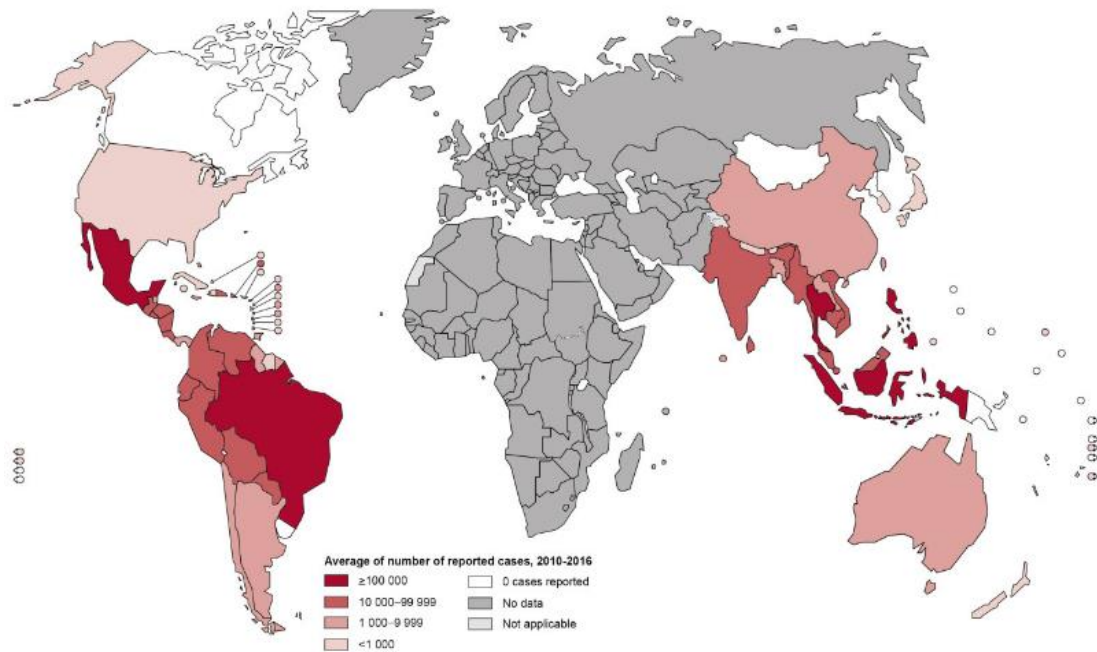 Average of number of reported cases, 2010-2016
≥100 000
10 000–99 999
1 000–9 999
<1 000
0 cases reported
No data
Not applicable